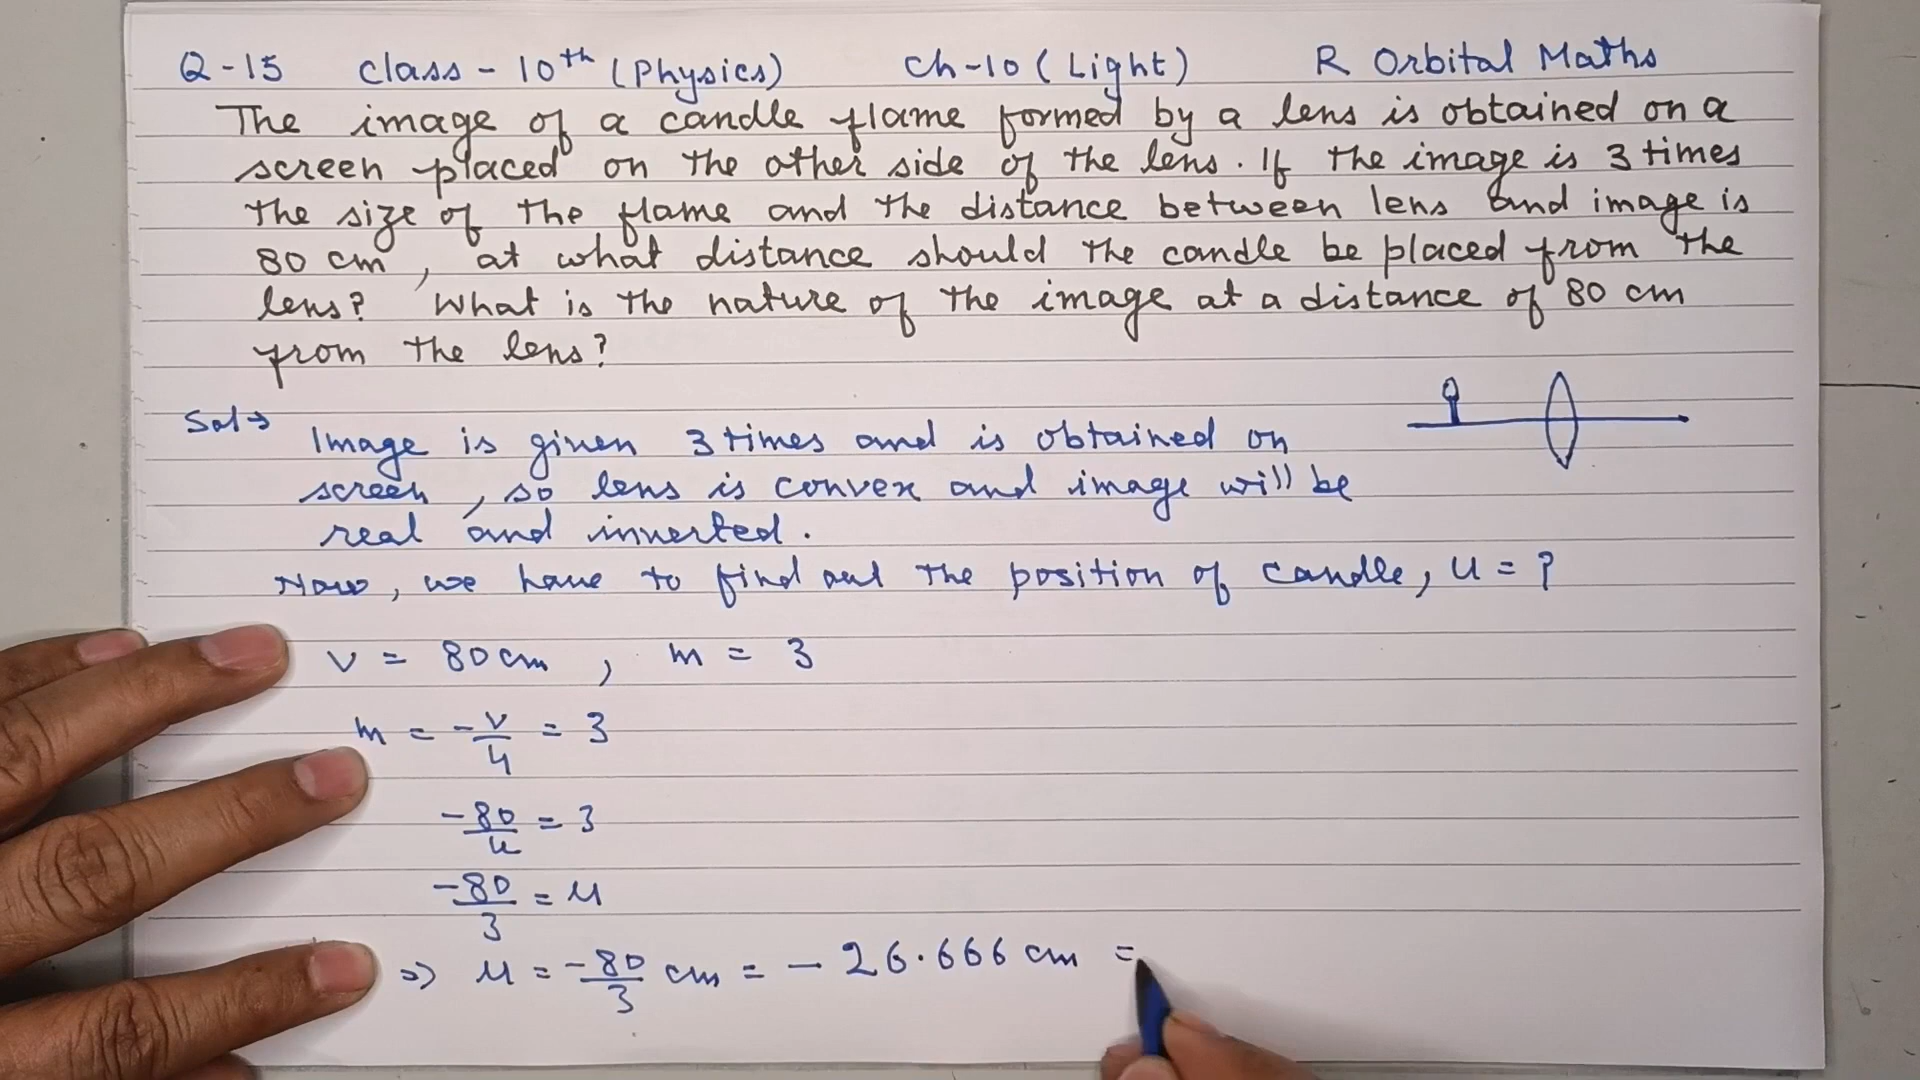 Q-15 Class - 10th (Physics) Ch-10 (Light) R Orbital Maths
The image of a candle flame formed by a lens is obtained on a
screen placed on the other side of the lens. If the image is 3 times
the size of the flame and the distance between lens and image is
80 cm, at what distance should the candle be placed from the
lens? What is the nature of the image at a distance of 80 cm
from the lens?
Sol→ Image is given 3 times and is obtained on
screen, so lens is convex and image will be
real and inverted.
Now, we have to find out the position of candle, u = ?
v = 80 cm, m = 3
m = -v/u = 3
-80/u = 3
-80/3 = u
⇒ u = -80/3 cm = - 26.666 cm =